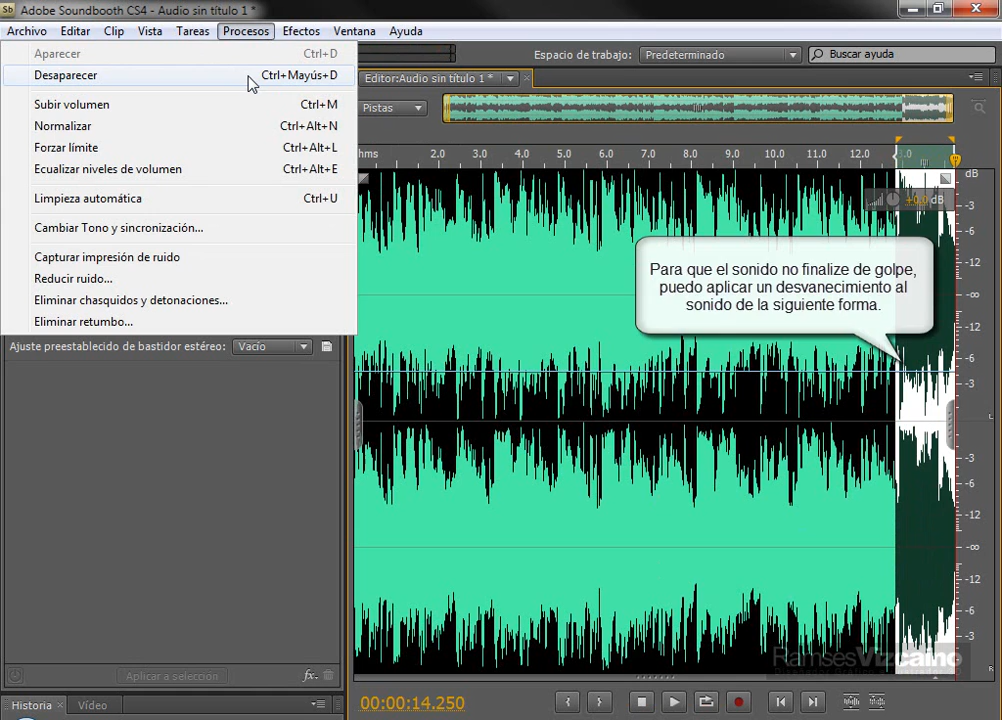 Sb Adobe Soundbooth CS4 - Audio sin título 1 *
Archivo Editar Clip Vista Tareas Procesos Efectos Ventana Ayuda
Aparecer Ctrl+D
Desaparecer Ctrl+Mayús+D
Subir volumen Ctrl+M
Normalizar Ctrl+Alt+N
Forzar límite Ctrl+Alt+L
Ecualizar niveles de volumen Ctrl+Alt+E
Limpieza automática Ctrl+U
Cambiar Tono y sincronización...
Capturar impresión de ruido
Reducir ruido...
Eliminar chasquidos y detonaciones...
Eliminar retumbo...
Ajuste preestablecido de bastidor estéreo: Vacío
Aplicar a selección fx.
Historia Vídeo
Espacio de trabajo: Predeterminado Buscar ayuda
Editor:Audio sin título 1 *
Pistas
hms 2.0 3.0 4.0 5.0 6.0 7.0 8.0 9.0 10.0 11.0 12.0
dB
+0,0 dB
-3
-6
-12
-∞
-12
-6
-3
Para que el sonido no finalize de golpe,
puedo aplicar un desvanecimiento al
sonido de la siguiente forma.
L
-3
-6
-12
-∞
-12
-6
-3
R
RamsesVizcaino
00:00:14.250